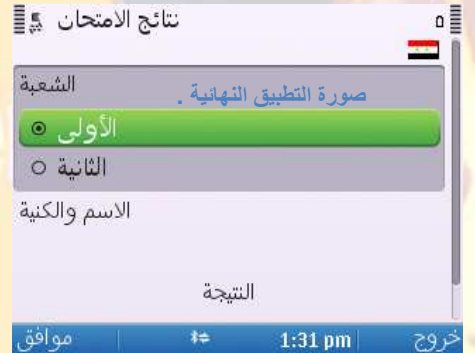 نتائج الامتحان
الشعبة
صورة التطبيق النهائية .
الأولى
الثانية
الاسم والكنية
النتيجة
موافق
1:31 pm
خروج